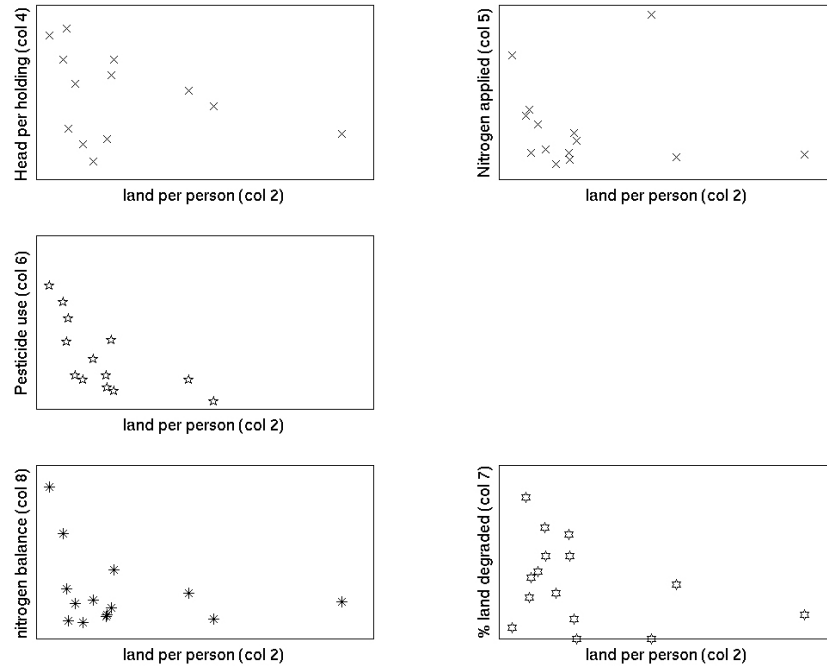 Head per holding (col 4)
land per person (col 2)
Nitrogen applied (col 5)
land per person (col 2)
Pesticide use (col 6)
land per person (col 2)
nitrogen balance (col 8)
land per person (col 2)
% land degraded (col 7)
land per person (col 2)